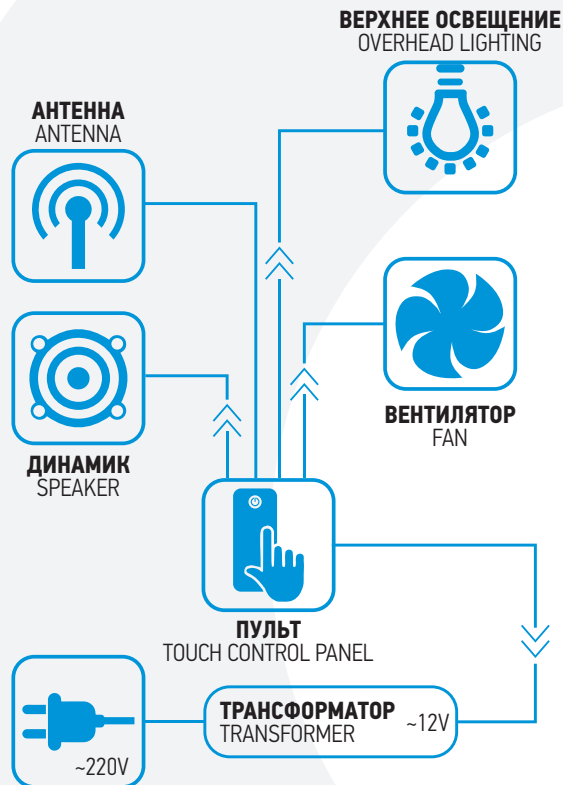 ВЕРХНЕЕ ОСВЕЩЕНИЕ
OVERHEAD LIGHTING
АНТЕННА
ANTENNA
ВЕНТИЛЯТОР
FAN
ДИНАМИК
SPEAKER
ПУЛЬТ
TOUCH CONTROL PANEL
ТРАНСФОРМАТОР
TRANSFORMER
~12V
~220V